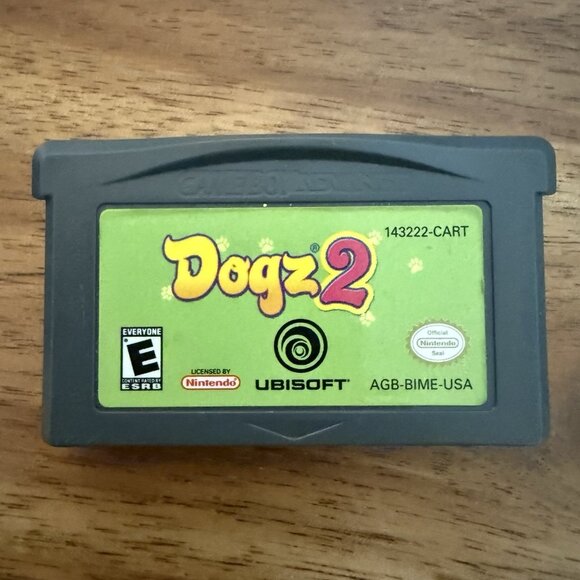 GAME BOY ADVANCE
143222-CART
Dogz® 2
EVERYONE
E
CONTENT RATED BY
ESRB
LICENSED BY
Nintendo
UBISOFT
Official
Nintendo
Seal
AGB-BIME-USA